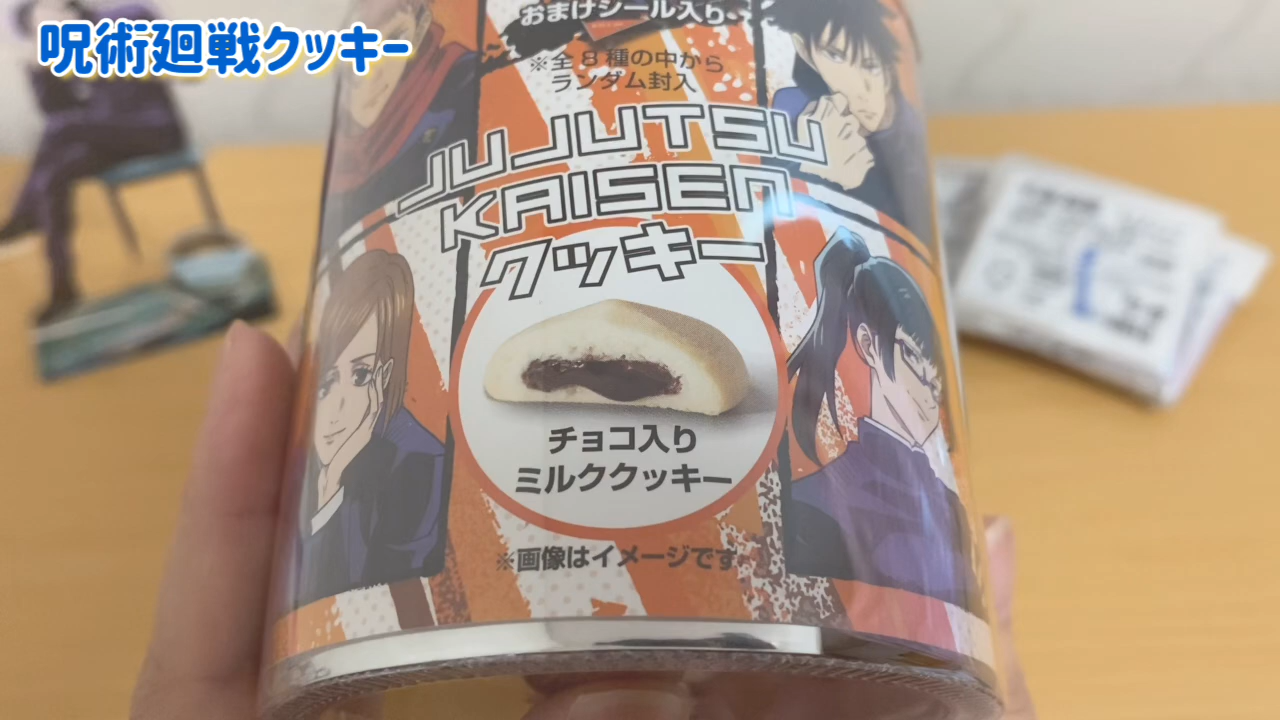 呪術廻戦クッキー
おまけシール入り
※全8種の中から
ランダム封入
JUJUTSU
KAISEN
クッキー
チョコ入り
ミルククッキー
※画像はイメージです